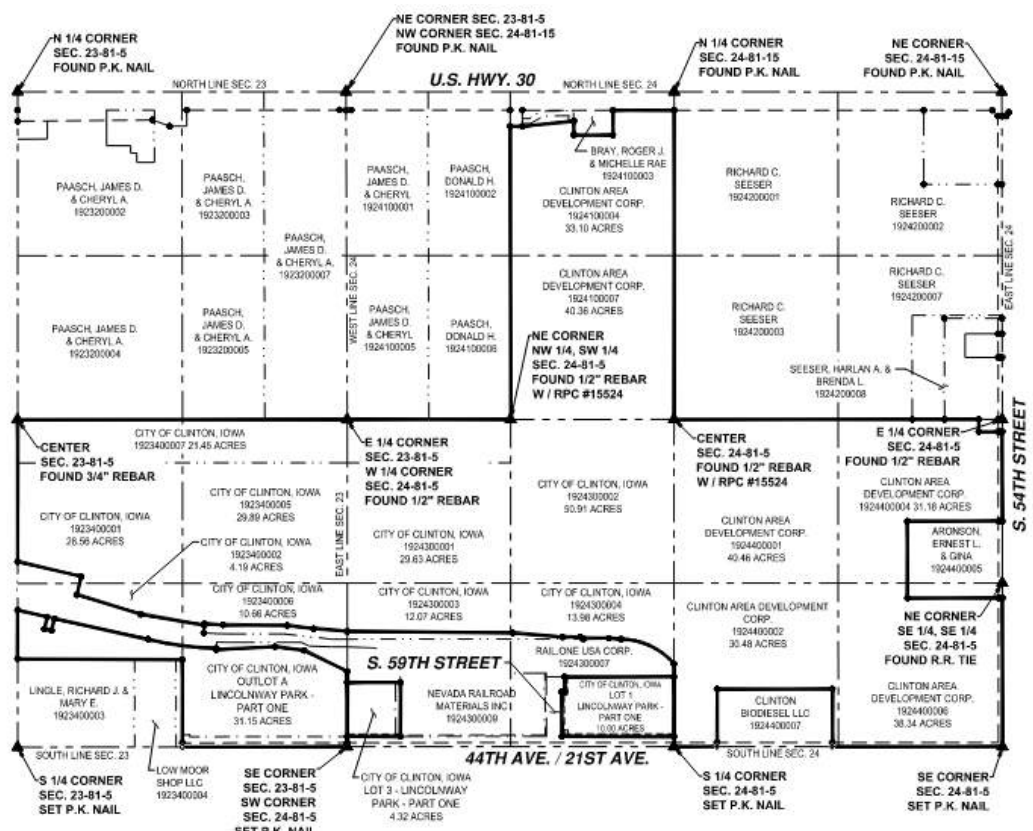 N 1/4 CORNER
SEC. 23-81-5
FOUND P.K. NAIL
NE CORNER SEC. 23-81-5
NW CORNER SEC. 24-81-15
FOUND P.K. NAIL
N 1/4 CORNER
SEC. 24-81-15
FOUND P.K. NAIL
NE CORNER
SEC. 24-81-15
FOUND P.K. NAIL
NORTH LINE SEC. 23
U.S. HWY. 30
NORTH LINE SEC. 24
PAASCH, JAMES D.
& CHERYL A.
1923200002
PAASCH,
JAMES D.
& CHERYL A.
1923200003
PAASCH,
JAMES D.
& CHERYL A.
1923200007
PAASCH,
JAMES D.
& CHERYL
1924100001
PAASCH,
DONALD H.
1924100002
BRAY, ROGER J.
& MICHELLE RAE
1924100003
CLINTON AREA
DEVELOPMENT CORP.
1924100004
33.10 ACRES
RICHARD C.
SEESER
1924200001
RICHARD C.
SEESER
1924200002
EAST LINE SEC. 24
WEST LINE SEC. 24
PAASCH, JAMES D.
& CHERYL A.
1923200004
PAASCH,
JAMES D.
& CHERYL A.
1923200005
PAASCH,
JAMES D.
& CHERYL
1924100005
PAASCH,
DONALD H.
1924100006
CLINTON AREA
DEVELOPMENT CORP.
1924100007
40.36 ACRES
RICHARD C.
SEESER
1924200003
RICHARD C.
SEESER
1924200007
SEESER, HARLAN A. &
BRENDA L.
1924200008
NE CORNER
NW 1/4, SW 1/4
SEC. 24-81-5
FOUND 1/2" REBAR
W / RPC #15524
S. 54TH STREET
CENTER
SEC. 23-81-5
FOUND 3/4" REBAR
CITY OF CLINTON, IOWA
1923400007 21.45 ACRES
E 1/4 CORNER
SEC. 23-81-5
W 1/4 CORNER
SEC. 24-81-5
FOUND 1/2" REBAR
CENTER
SEC. 24-81-5
FOUND 1/2" REBAR
W / RPC #15524
E 1/4 CORNER
SEC. 24-81-5
FOUND 1/2" REBAR
CITY OF CLINTON, IOWA
1923400001
28.56 ACRES
CITY OF CLINTON, IOWA
1923400005
29.89 ACRES
CITY OF CLINTON, IOWA
1923400002
4.19 ACRES
EAST LINE SEC. 23
CITY OF CLINTON, IOWA
1924300001
29.63 ACRES
CITY OF CLINTON, IOWA
1924300002
50.91 ACRES
CLINTON AREA
DEVELOPMENT
CORP.
1924400001
40.46 ACRES
CLINTON AREA
DEVELOPMENT CORP.
1924400004 31.16 ACRES
ARONSON,
ERNEST L.
& GINA
1924400005
CITY OF CLINTON, IOWA
1923400006
10.66 ACRES
CITY OF CLINTON, IOWA
1924300003
12.07 ACRES
CITY OF CLINTON, IOWA
1924300004
13.98 ACRES
CLINTON AREA DEVELOPMENT
CORP.
1924400002
30.48 ACRES
NE CORNER
SE 1/4, SE 1/4
SEC. 24-81-5
FOUND R.R. TIE
RAIL.ONE USA CORP.
1924300007
S. 59TH STREET
LINGLE, RICHARD J. &
MARY E.
1923400003
CITY OF CLINTON, IOWA
OUTLOT A
LINCOLNWAY PARK -
PART ONE
31.15 ACRES
NEVADA RAILROAD
MATERIALS INC
1924300009
CITY OF CLINTON, IOWA
LOT 1
LINCOLNWAY PARK -
PART ONE
10.00 ACRES
CLINTON
BIODIESEL LLC
1924400007
CLINTON AREA
DEVELOPMENT CORP.
1924400006
38.34 ACRES
SOUTH LINE SEC. 23
44TH AVE. / 21ST AVE.
SOUTH LINE SEC. 24
S 1/4 CORNER
SEC. 23-81-5
SET P.K. NAIL
LOW MOOR
SHOP LLC
1923400004
SE CORNER
SEC. 23-81-5
SW CORNER
SEC. 24-81-5
SET P.K. NAIL
CITY OF CLINTON, IOWA
LOT 3 - LINCOLNWAY
PARK - PART ONE
4.32 ACRES
S 1/4 CORNER
SEC. 24-81-5
SET P.K. NAIL
SE CORNER
SEC. 24-81-5
SET P.K. NAIL